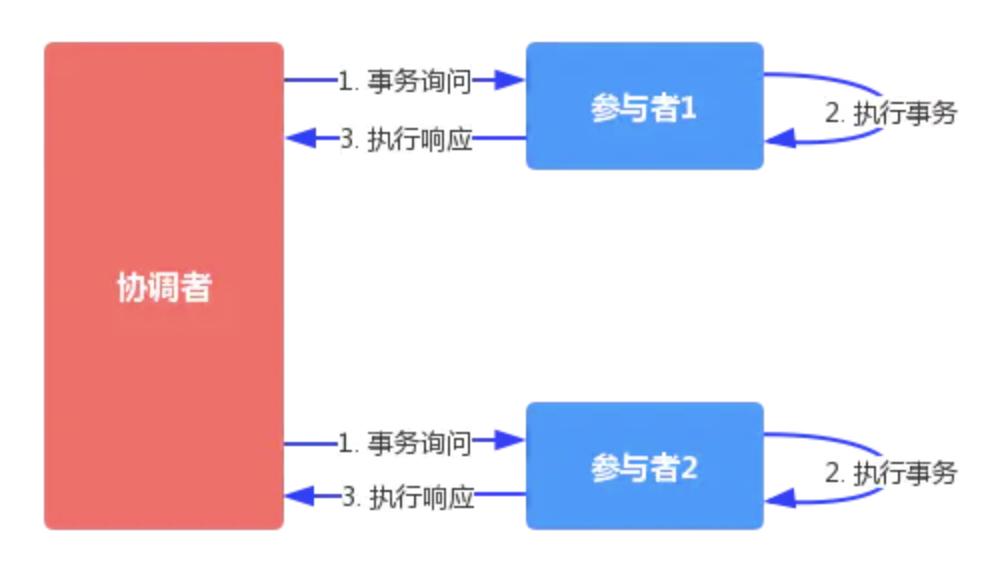 1. 事务询问
参与者1
2. 执行事务
3. 执行响应
协调者
1. 事务询问
参与者2
2. 执行事务
3. 执行响应